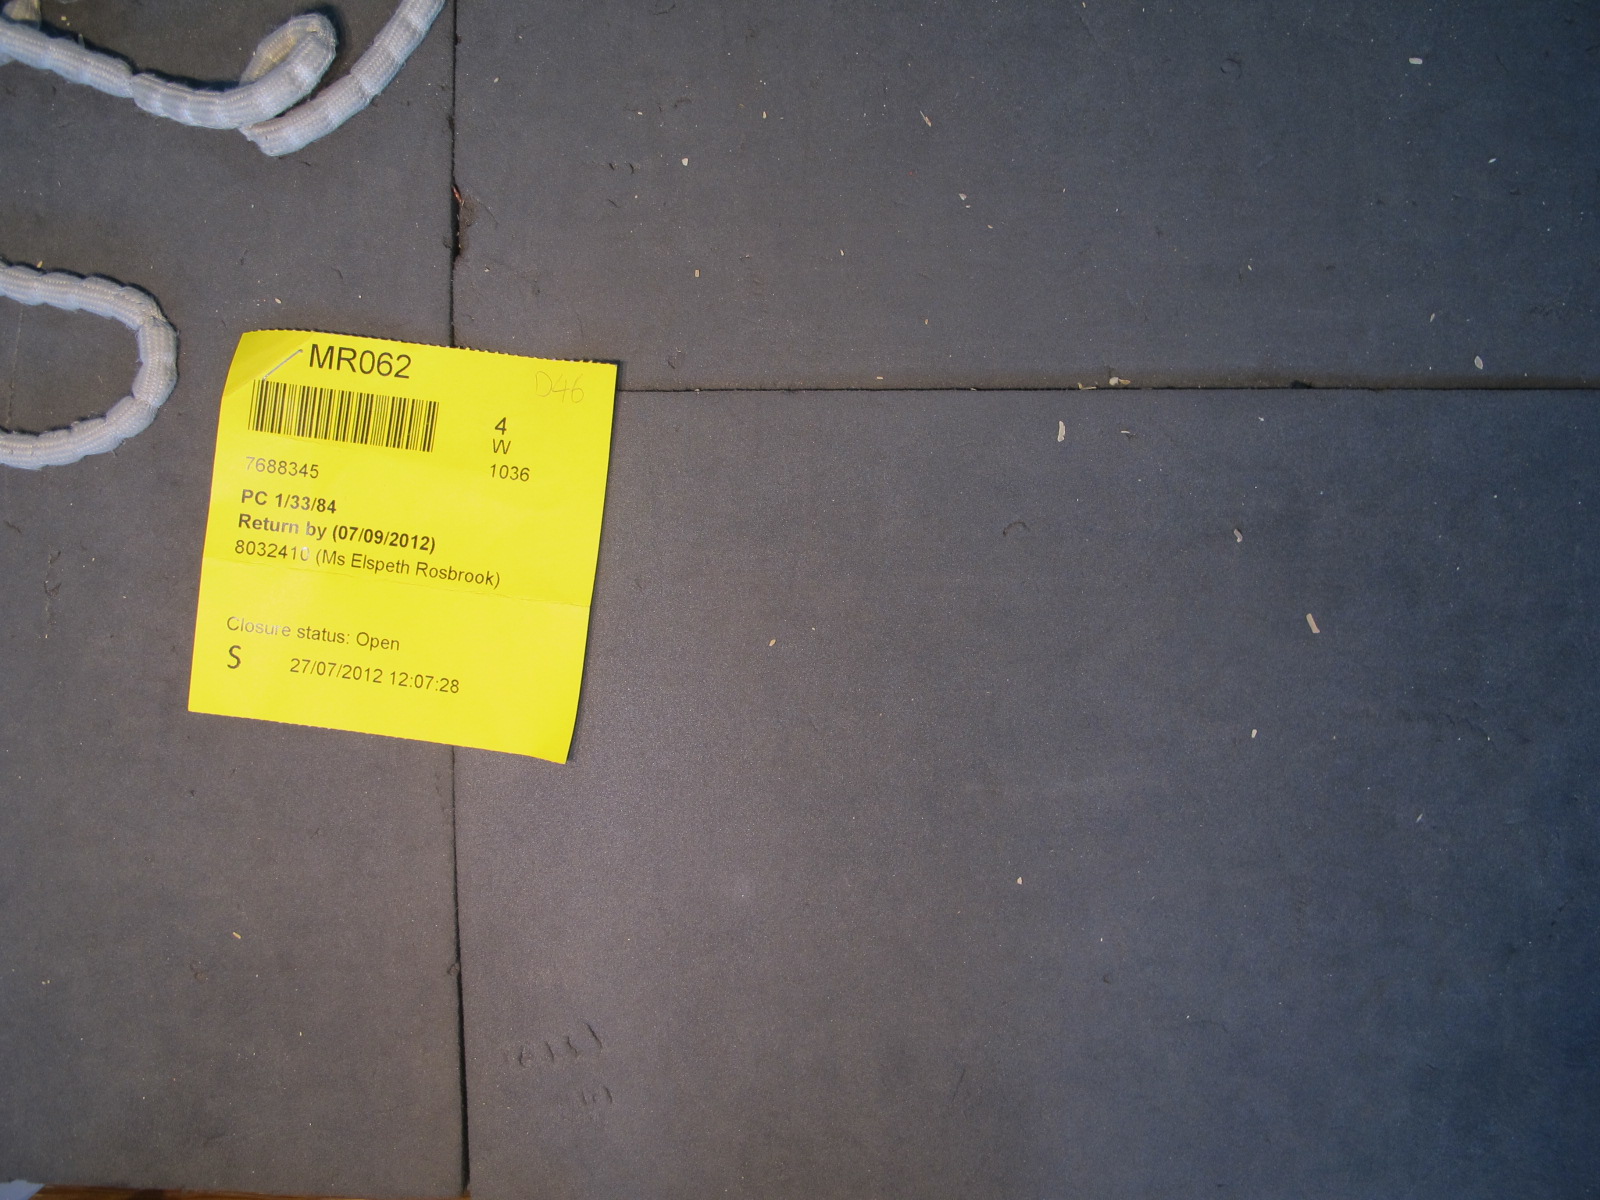 MR062
D46
4
W
7688345 1036
PC 1/33/84
Return by (07/09/2012)
8032410 (Ms Elspeth Rosbrook)
Closure status: Open
S 27/07/2012 12:07:28